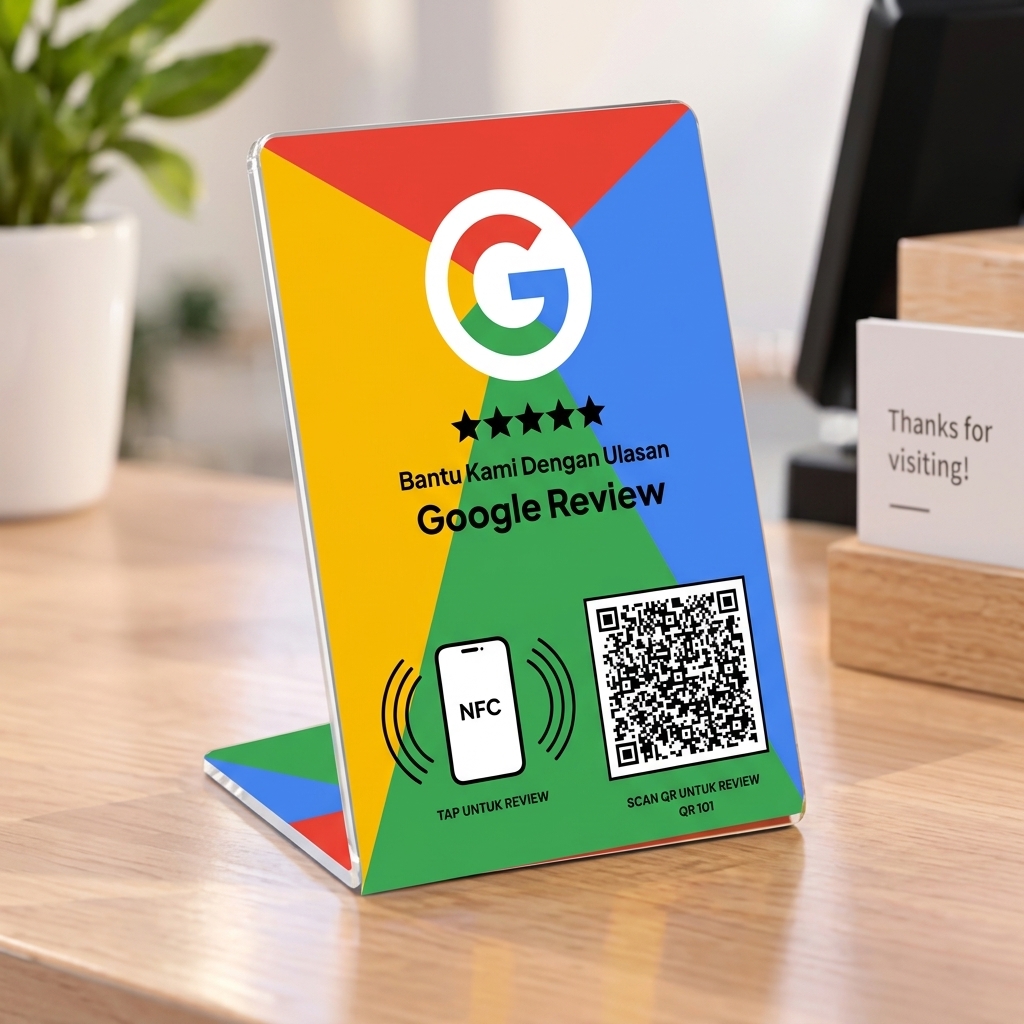 Bantu Kami Dengan Ulasan
Google Review
NFC
TAP UNTUK REVIEW
SCAN QR UNTUK REVIEW
QR 101
Thanks for
visiting!